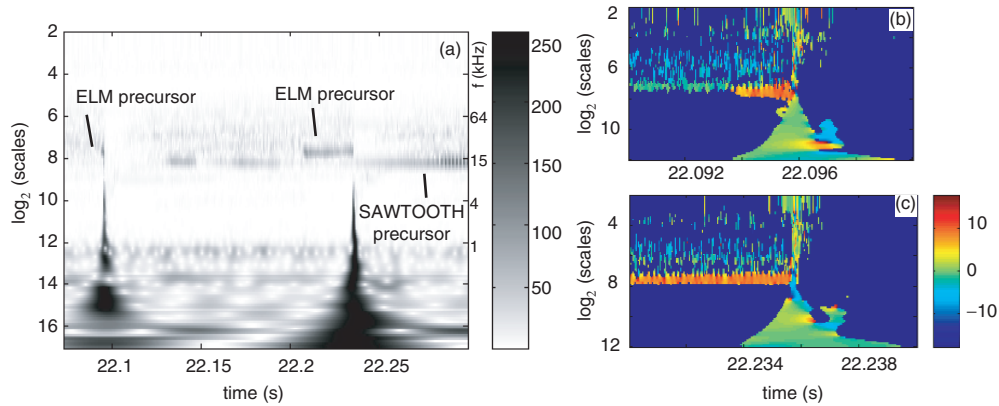 (a)
ELM precursor
ELM precursor
SAWTOOTH
precursor
log2 (scales)
2
4
6
8
10
12
14
16
22.1
22.15
22.2
22.25
time (s)
f (kHz)
64
15
4
1
250
200
150
100
50
(b)
log2 (scales)
2
6
10
22.092
22.096
(c)
log2 (scales)
4
8
12
22.234
22.238
time (s)
10
0
−10